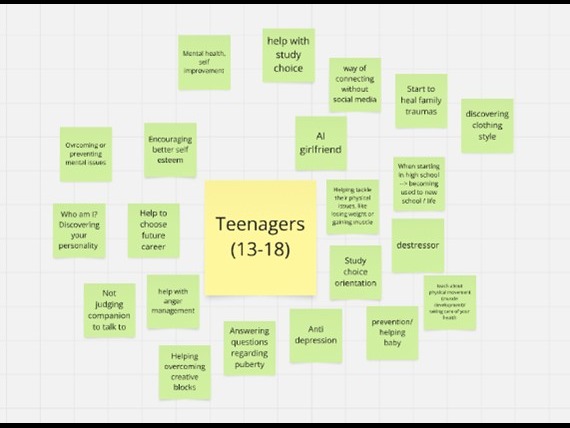 Mental health,
self
improvement
help with
study
choice
way of
connecting
without
social media
Start to
heal family
traumas
discovering
clothing
style
Ovrcoming or
preventing
mental issues
Encouraging
better self
esteem
AI
girlfriend
When starting
in high school
--> becoming
used to new
school / life
Helping tackle
their physical
issues, like
losing weight or
gaining muscle
Teenagers
(13-18)
Who am I?
Discovering
your
personality
Help to
choose
future
career
destressor
Study
choice
orientation
Not
judging
companion
to talk to
help with
anger
management
teach about
physical movement
taking care of your
health
Answering
questions
regarding
puberty
Anti
depression
prevention/
helping
baby
Helping
overcoming
creative
blocks